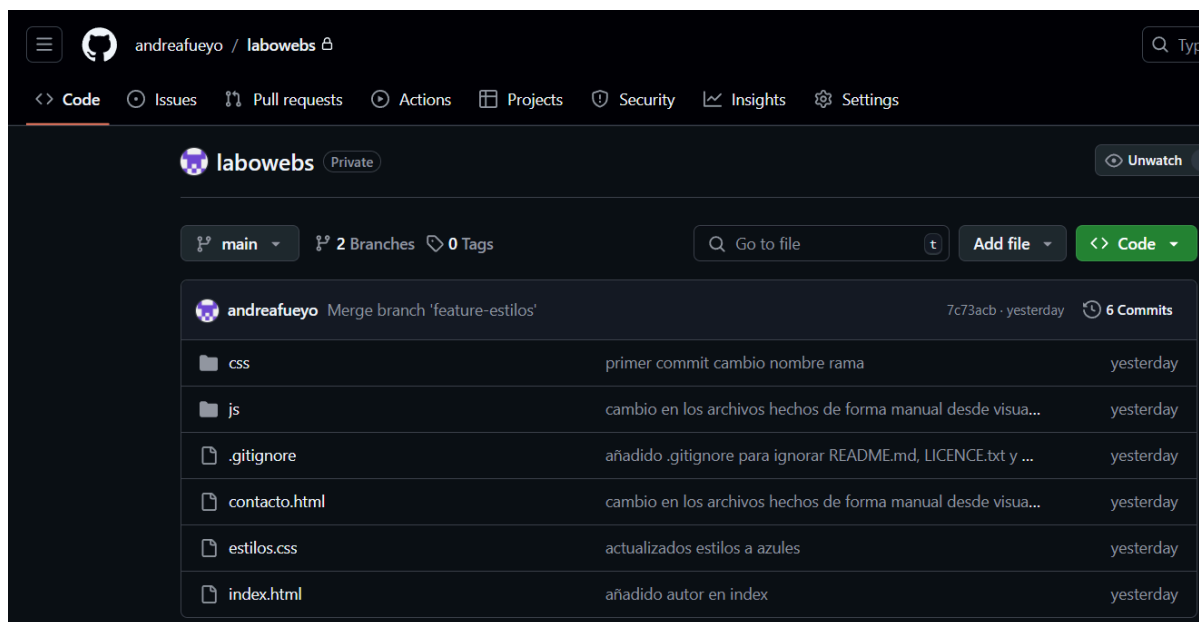 andreafueyo / labowebs
Typ
Code Issues Pull requests Actions Projects Security Insights Settings
labowebs Private Unwatch
main 2 Branches 0 Tags Go to file t Add file Code
andreafueyo Merge branch 'feature-estilos' 7c73acb · yesterday 6 Commits
css primer commit cambio nombre rama yesterday
js cambio en los archivos hechos de forma manual desde visua... yesterday
.gitignore añadido .gitignore para ignorar README.md, LICENCE.txt y ... yesterday
contacto.html cambio en los archivos hechos de forma manual desde visua... yesterday
estilos.css actualizados estilos a azules yesterday
index.html añadido autor en index yesterday